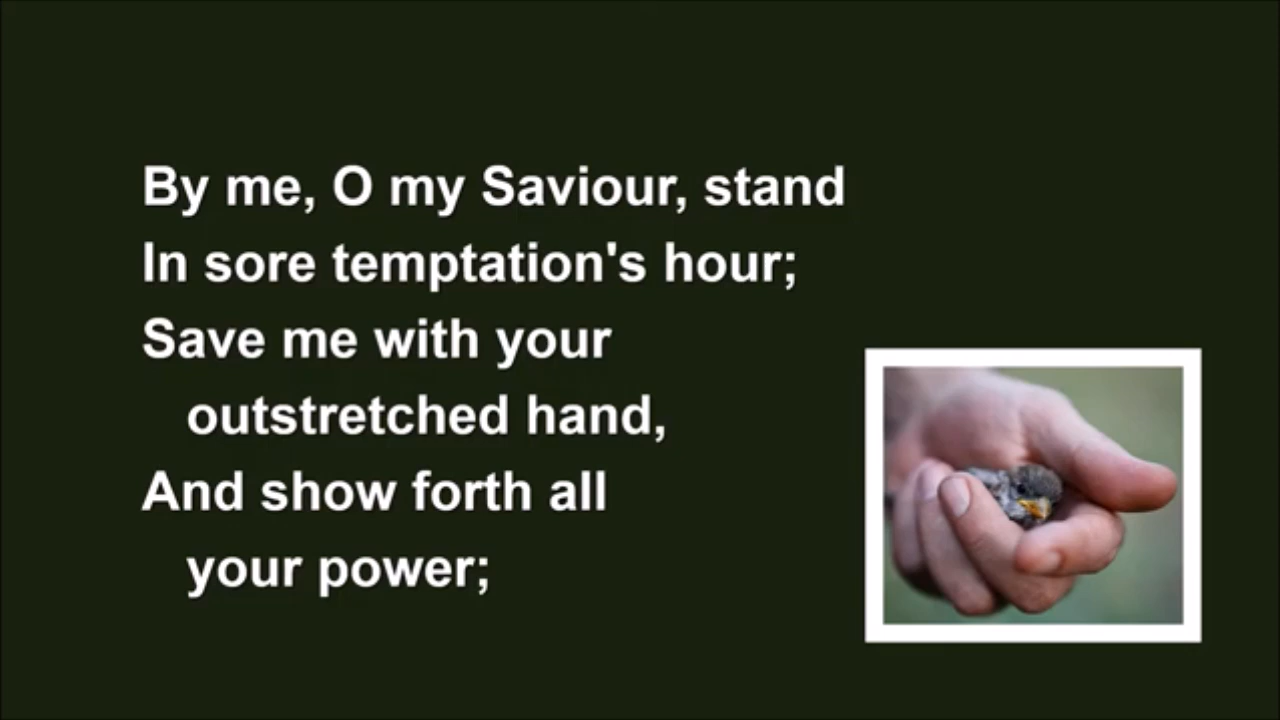 By me, O my Saviour, stand
In sore temptation's hour;
Save me with your
outstretched hand,
And show forth all
your power;